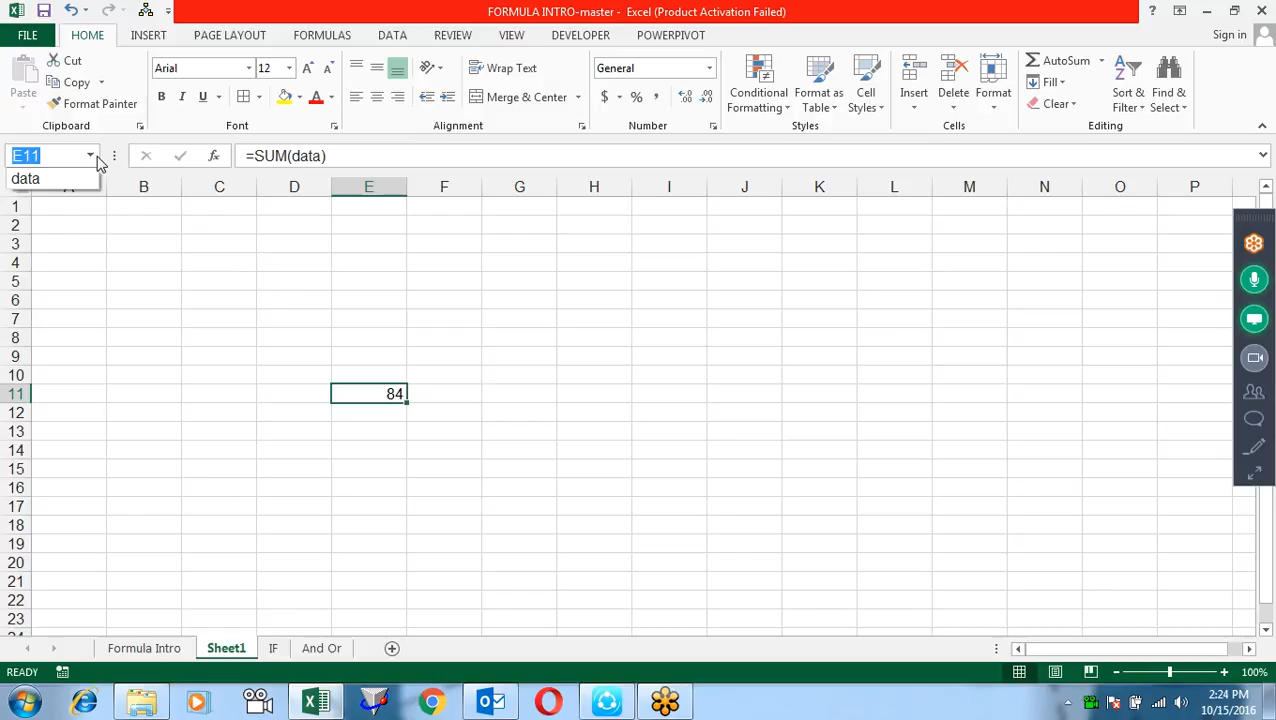 FORMULA INTRO-master - Excel (Product Activation Failed)
FILE HOME INSERT PAGE LAYOUT FORMULAS DATA REVIEW VIEW DEVELOPER POWERPIVOT Sign in
Paste Cut Copy Format Painter
Arial 12
B I U
Wrap Text
Merge & Center
General
$ % ,
Conditional Formatting Format as Table Cell Styles
Insert Delete Format
AutoSum Fill Clear
Sort & Filter Find & Select
Clipboard Font Alignment Number Styles Cells Editing
E11 fx =SUM(data)
data
B C D E F G H I J K L M N O P
1
2
3
4
5
6
7
8
9
10
11 84
12
13
14
15
16
17
18
19
20
21
22
23
Formula Intro Sheet1 IF And Or
READY 100%
2:24 PM
10/15/2016